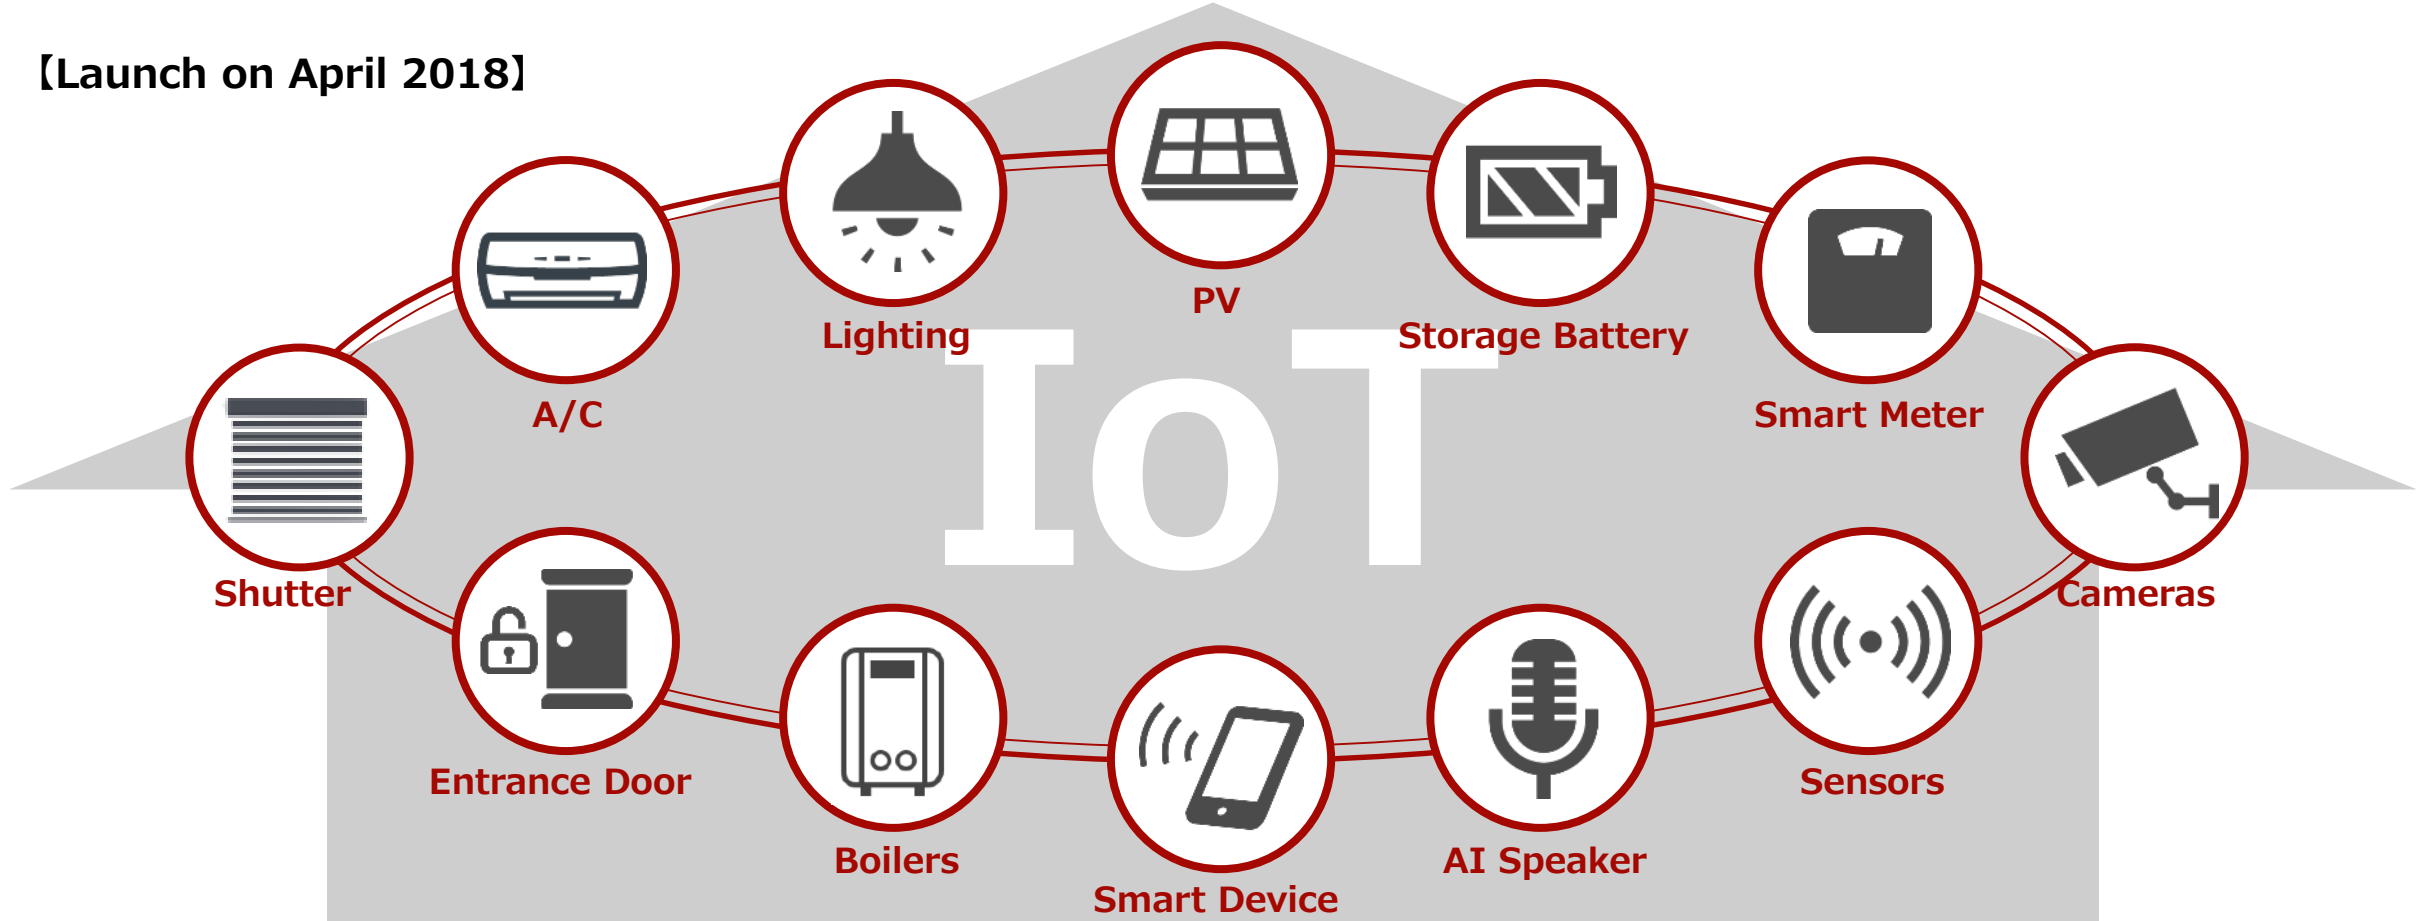 【Launch on April 2018】
PV
Lighting
Storage Battery
A/C
Smart Meter
IoT
Shutter
Cameras
Entrance Door
Sensors
Boilers
AI Speaker
Smart Device